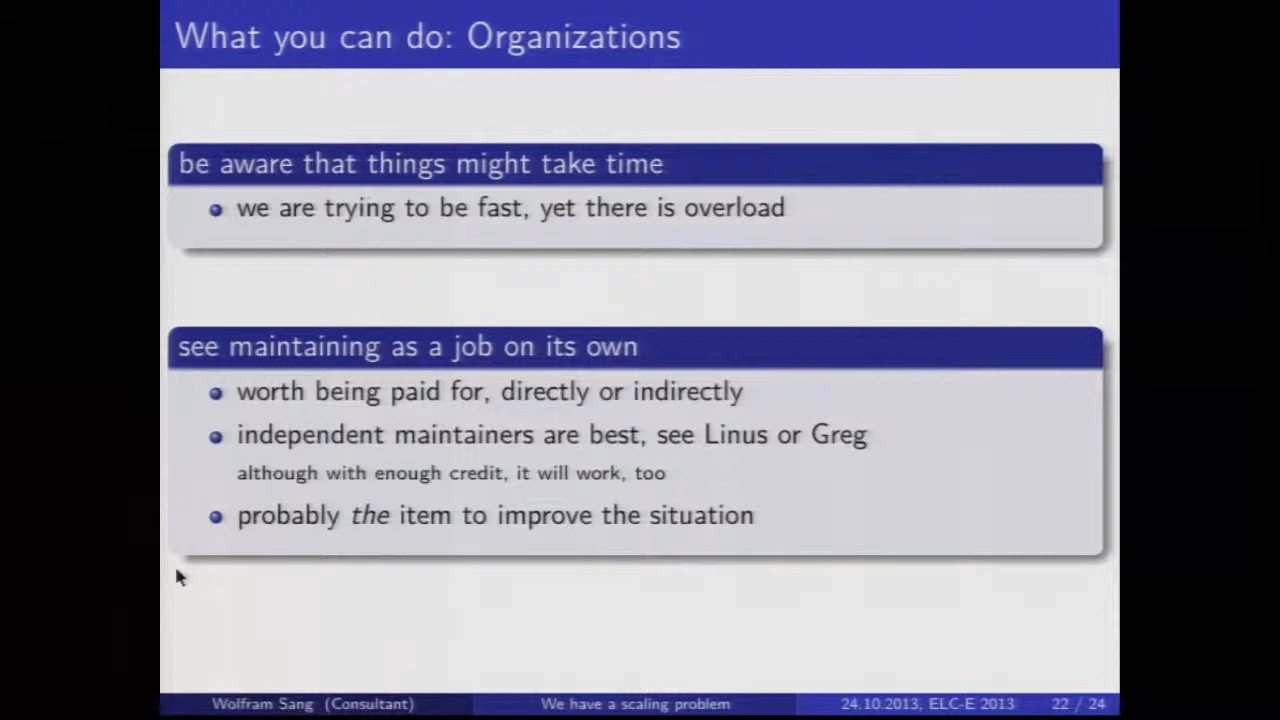 What you can do: Organizations
be aware that things might take time
we are trying to be fast, yet there is overload
see maintaining as a job on its own
worth being paid for, directly or indirectly
independent maintainers are best, see Linus or Greg
although with enough credit, it will work, too
probably the item to improve the situation
Wolfram Sang (Consultant) We have a scaling problem 24.10.2013, ELC-E 2013 22 / 24